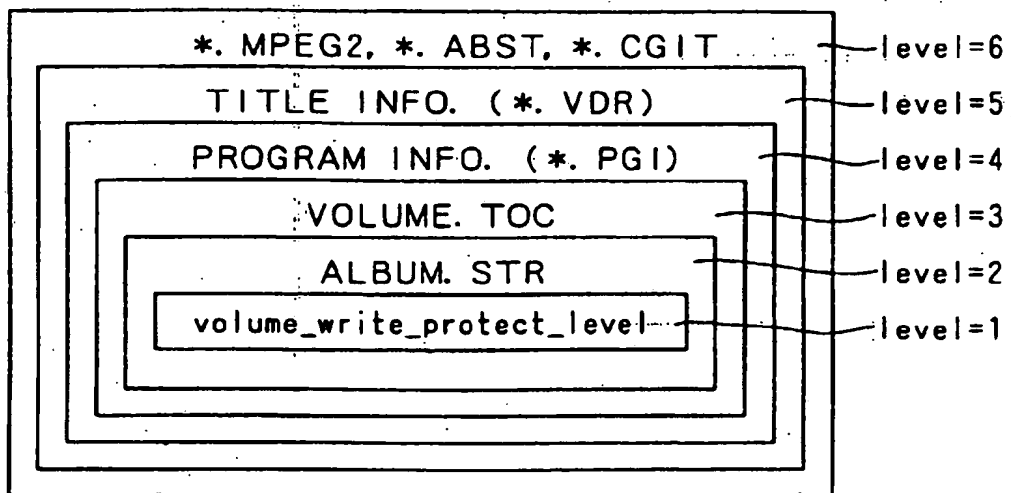 *. MPEG2, *. ABST, *. CGIT level=6
TITLE INFO. (*. VDR) level=5
PROGRAM INFO. (*. PGI) level=4
VOLUME. TOC level=3
ALBUM. STR level=2
volume_write_protect_level level=1